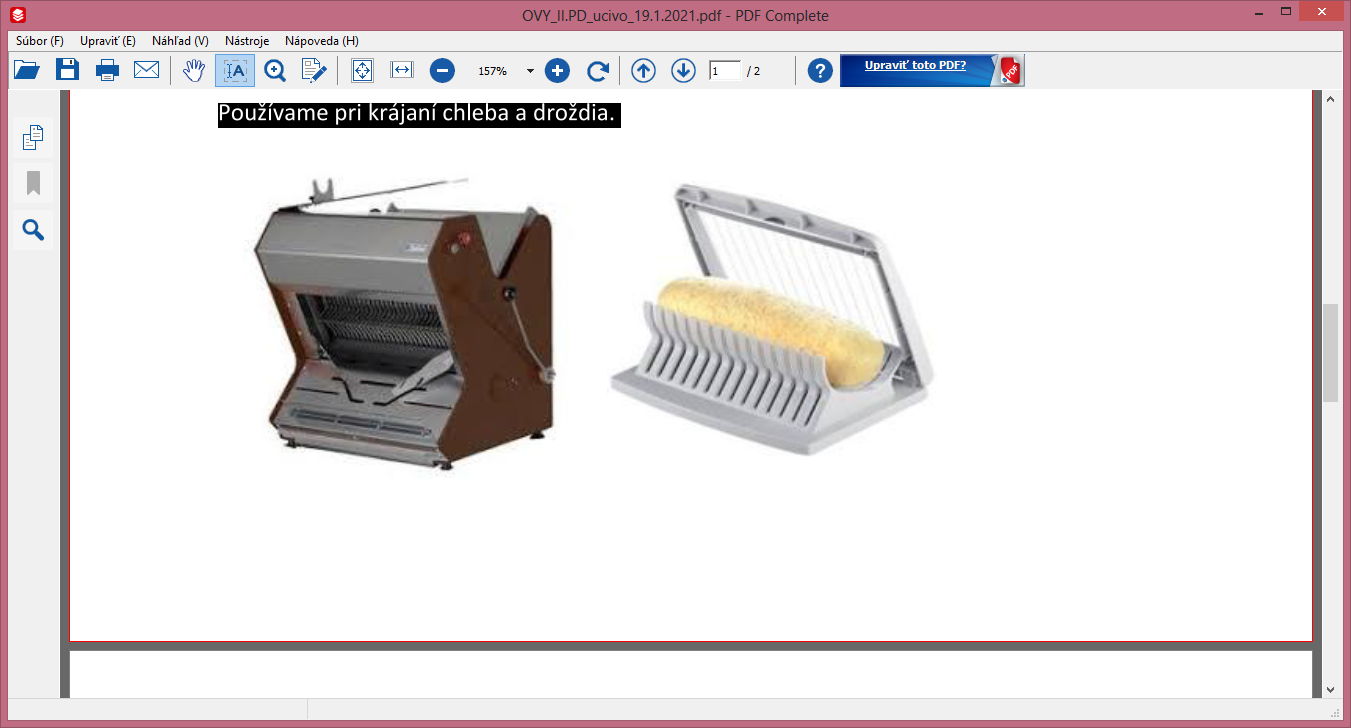 OVY_II.PD_ucivo_19.1.2021.pdf - PDF Complete
Súbor (F) Upraviť (E) Náhľad (V) Nástroje Nápoveda (H)
157% 1 / 2 Upraviť toto PDF?
Používame pri krájaní chleba a droždia.